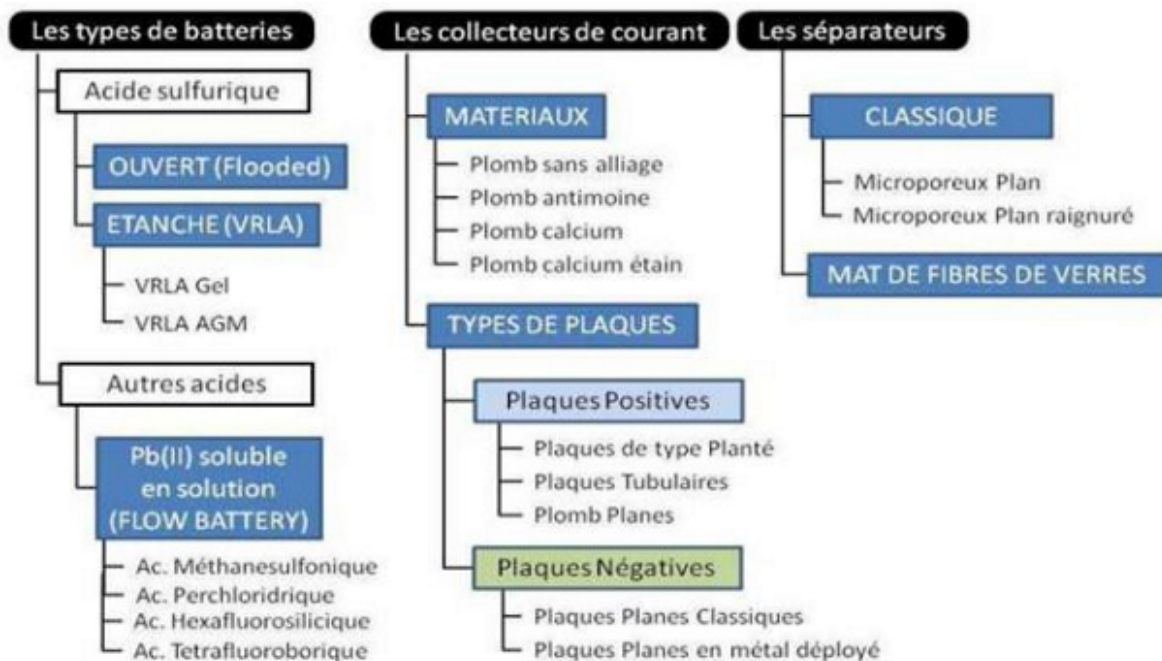 Les types de batteries
Acide sulfurique
OUVERT (Flooded)
ETANCHE (VRLA)
VRLA Gel
VRLA AGM
Autres acides
Pb(II) soluble
en solution
(FLOW BATTERY)
Ac. Méthanesulfonique
Ac. Perchloridrique
Ac. Hexafluorosilicique
Ac. Tetrafluoroborique
Les collecteurs de courant
MATERIAUX
Plomb sans alliage
Plomb antimoine
Plomb calcium
Plomb calcium étain
TYPES DE PLAQUES
Plaques Positives
Plaques de type Planté
Plaques Tubulaires
Plomb Planes
Plaques Négatives
Plaques Planes Classiques
Plaques Planes en métal déployé
Les séparateurs
CLASSIQUE
Microporeux Plan
Microporeux Plan raignuré
MAT DE FIBRES DE VERRES